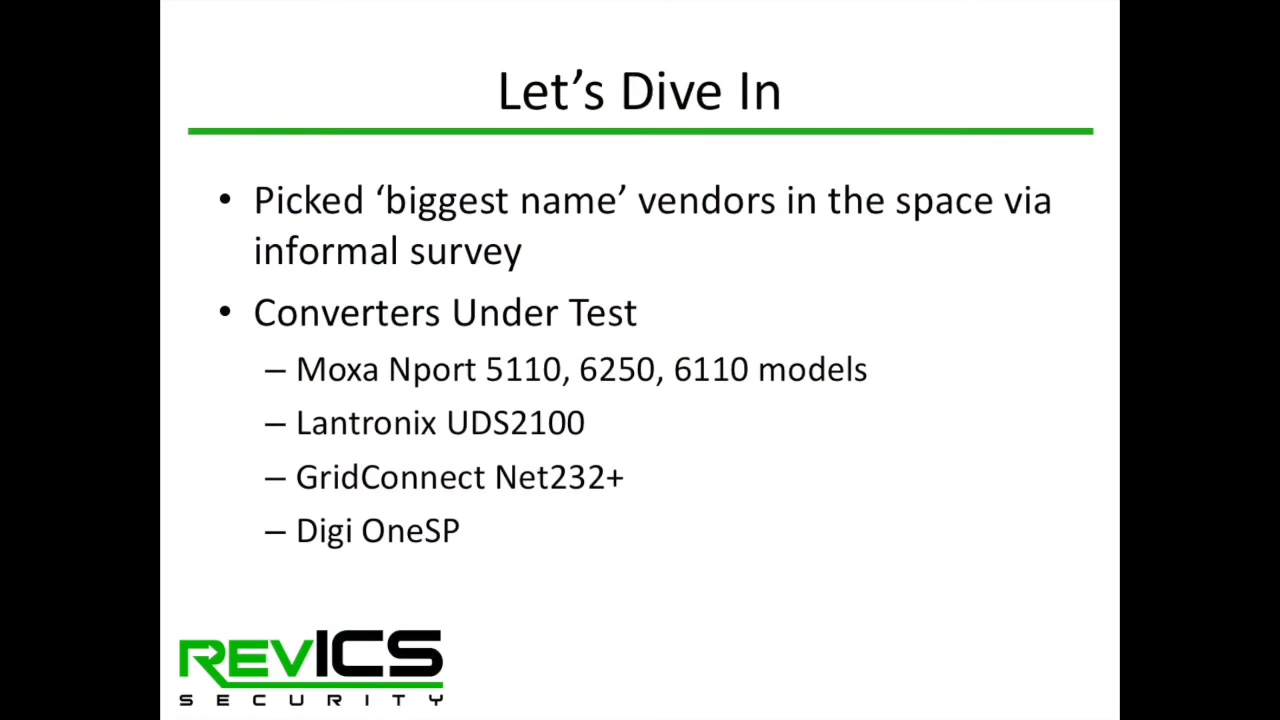 Let’s Dive In
• Picked ‘biggest name’ vendors in the space via
informal survey
• Converters Under Test
– Moxa Nport 5110, 6250, 6110 models
– Lantronix UDS2100
– GridConnect Net232+
– Digi OneSP
REVICS
SECURITY